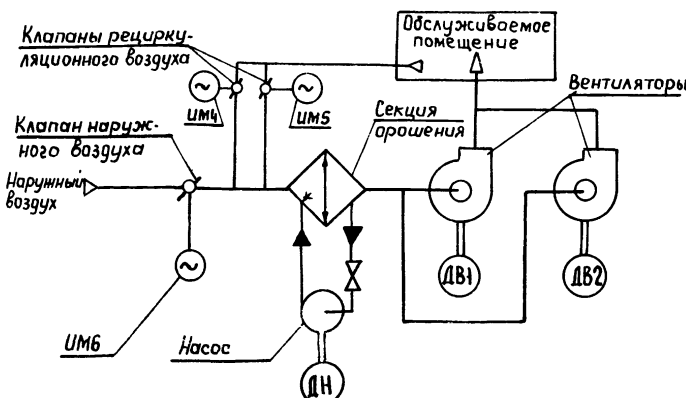 Клапаны рецирку-
ляционного воздуха
Обслуживаемое
помещение
Вентиляторы
ИМ4
ИМ5
Секция
орошения
Клапан наруж-
ного воздуха
Наружный
воздух
ДВ1
ДВ2
ИМ6
Насос
ДН